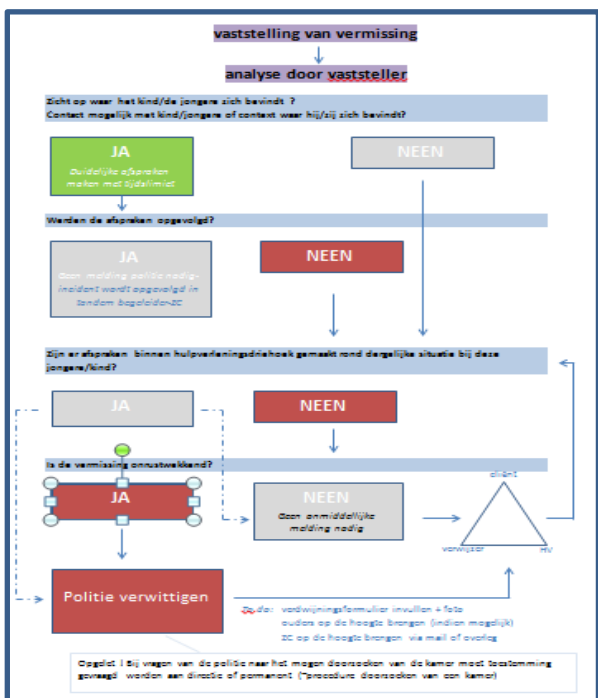 vaststelling van vermissing
analyse door vaststeller
Zicht op waar het kind/de jongere zich bevindt ?
Contact mogelijk met kind/jongere of context waar hij/zij zich bevindt?
JA
Duidelijke afspraken
maken met tijdslimiet
NEEN
Werden de afspraken opgevolgd?
JA
Geen melding politie nodig-
incident wordt opgevolgd in
tandem begeleider-ZC
NEEN
Zijn er afspraken binnen hulpverleningsdriehoek gemaakt rond dergelijke situatie bij deze
jongere/kind?
JA
NEEN
Is de vermissing onrustwekkend?
JA
NEEN
Geen onmiddellijke
melding nodig
cliënt
verwijzer
HV
Politie verwittigen
To do: verdwijningsformulier invullen + foto
ouders op de hoogte brengen (indien mogelijk)
ZC op de hoogte brengen via mail of overleg
Opgelet ! Bij vragen van de politie naar het mogen doorzoeken van de kamer moet toestemming
gevraagd worden aan directie of permanent (~procedure doorzoeken van een kamer)